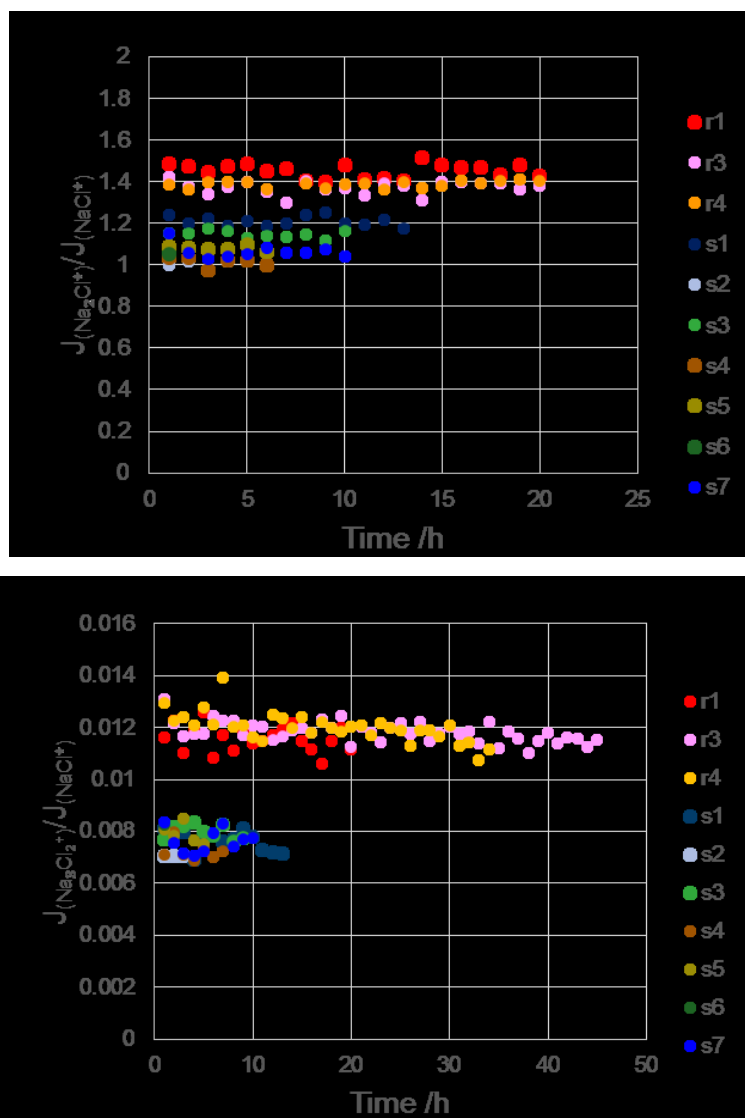 2
1.8
1.6
1.4
1.2
1
0.8
0.6
0.4
0.2
0
0 5 10 15 20 25
Time /h
J(Na₂Cl⁺)/J(NaCl⁺)
r1
r3
r4
s1
s2
s3
s4
s5
s6
s7
0.016
0.014
0.012
0.01
0.008
0.006
0.004
0.002
0
0 10 20 30 40 50
Time /h
J(Na₃Cl₂⁺)/J(NaCl⁺)
r1
r3
r4
s1
s2
s3
s4
s5
s6
s7